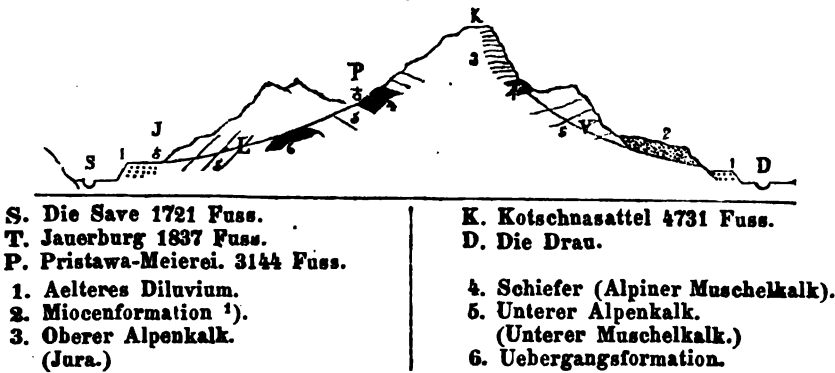 K
3
P
4
5
J
1
S
5
L
6
4
5
V
2
1
D
S. Die Save 1721 Fuss.
T. Jauerburg 1837 Fuss.
P. Pristawa-Meierei. 3144 Fuss.
1. Aelteres Diluvium.
2. Miocenformation ¹).
3. Oberer Alpenkalk.
(Jura.)
K. Kotschnasattel 4731 Fuss.
D. Die Drau.
4. Schiefer (Alpiner Muschelkalk).
5. Unterer Alpenkalk.
(Unterer Muschelkalk.)
6. Uebergangsformation.